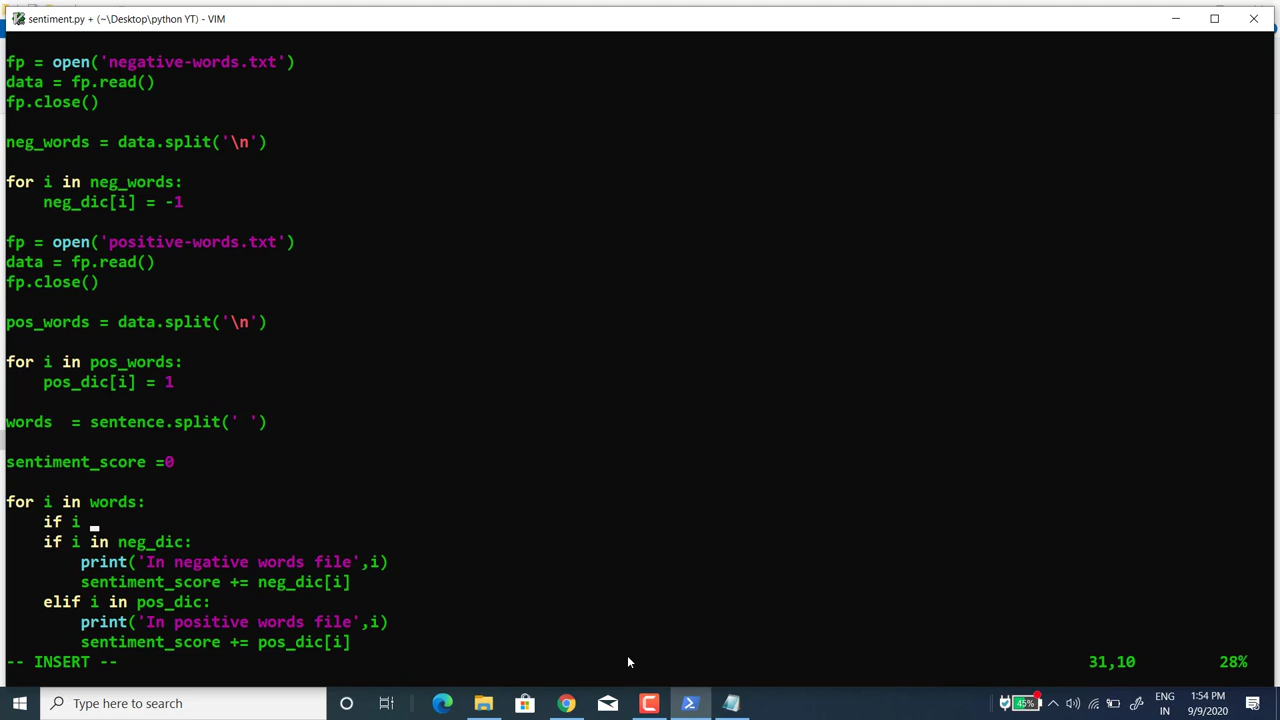 sentiment.py + (~\Desktop\python YT) - VIM
fp = open('negative-words.txt')
data = fp.read()
fp.close()
neg_words = data.split('\n')
for i in neg_words:
    neg_dic[i] = -1
fp = open('positive-words.txt')
data = fp.read()
fp.close()
pos_words = data.split('\n')
for i in pos_words:
    pos_dic[i] = 1
words  = sentence.split(' ')
sentiment_score =0
for i in words:
    if i
    if i in neg_dic:
        print('In negative words file',i)
        sentiment_score += neg_dic[i]
    elif i in pos_dic:
        print('In positive words file',i)
        sentiment_score += pos_dic[i]
-- INSERT -- 31,10 28%
Type here to search
45%
ENG
IN
1:54 PM
9/9/2020